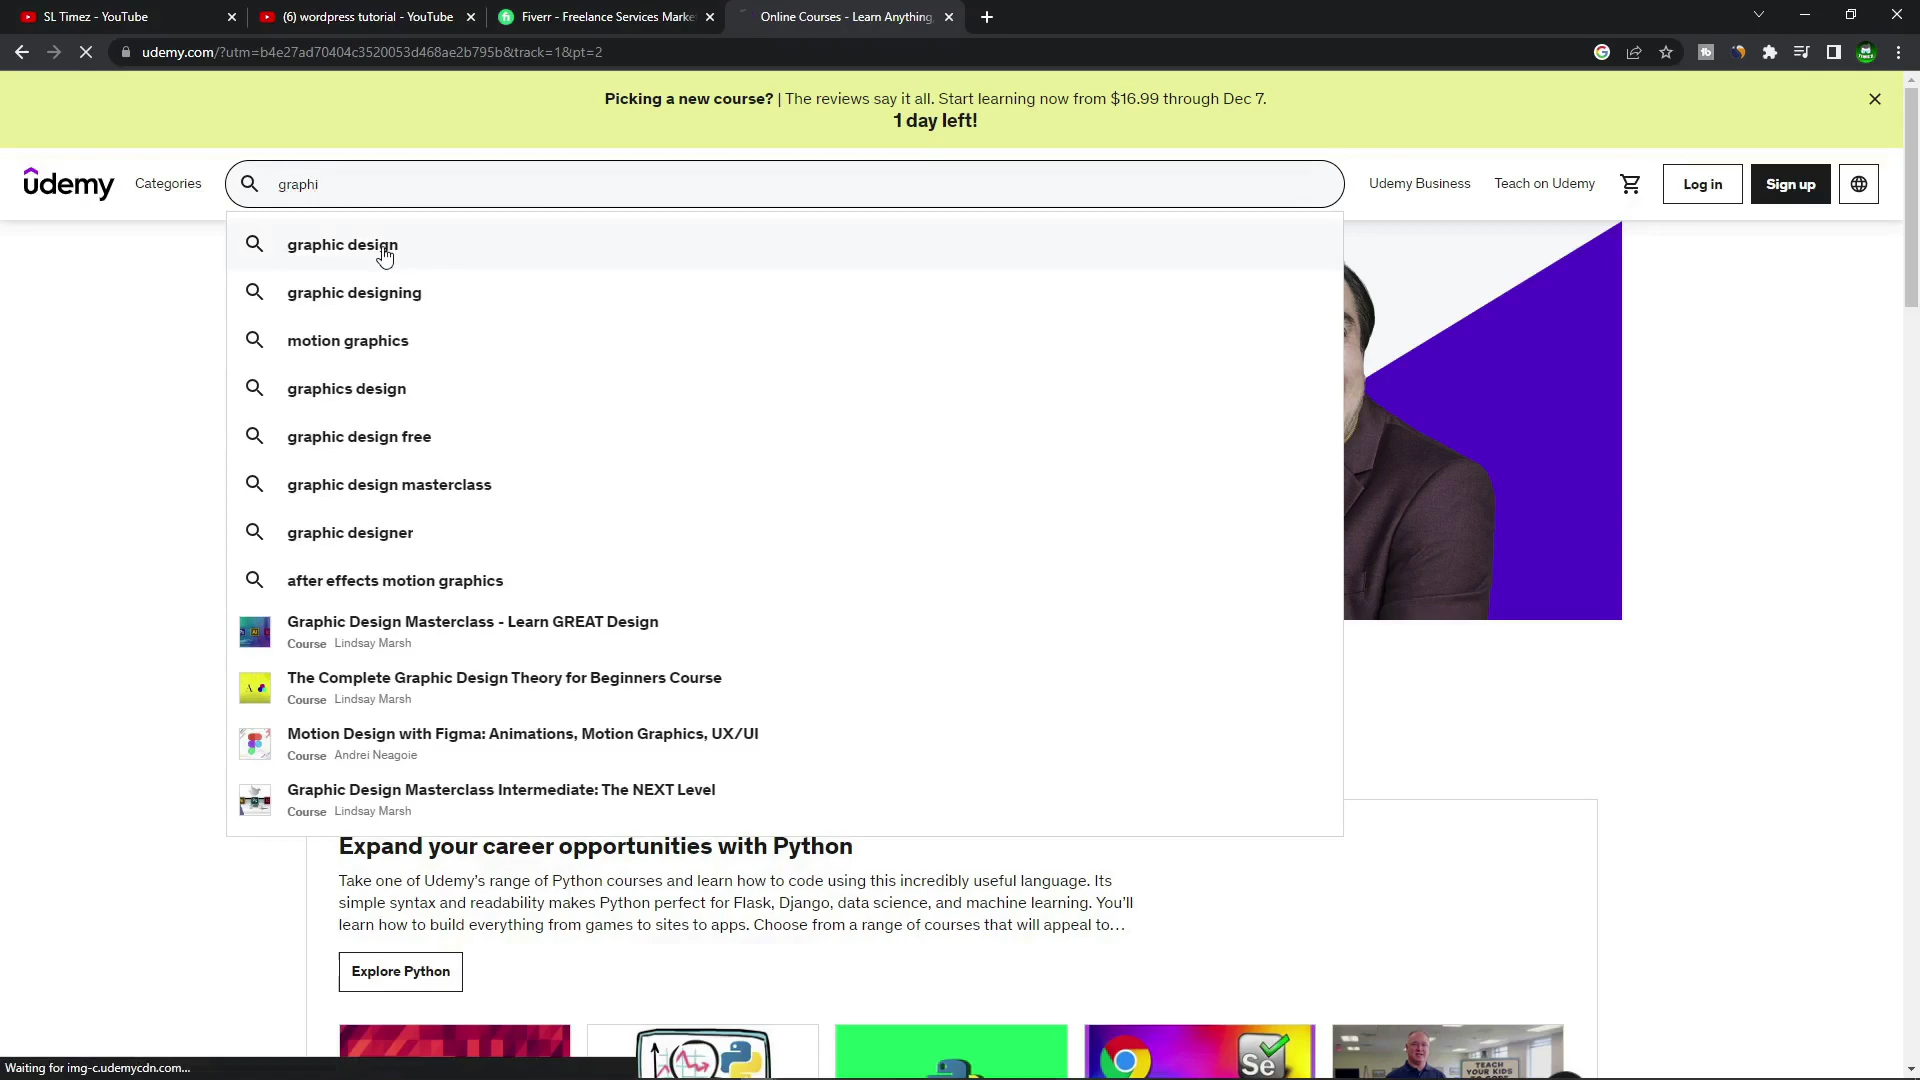 SL Timez - YouTube
(6) wordpress tutorial - YouTube
Fiverr - Freelance Services Marke
Online Courses - Learn Anything,
udemy.com/?utm=b4e27ad70404c3520053d468ae2b795b&track=1&pt=2
Picking a new course? | The reviews say it all. Start learning now from $16.99 through Dec 7.
1 day left!
udemy
Categories
graphi
Udemy Business
Teach on Udemy
Log in
Sign up
graphic design
graphic designing
motion graphics
graphics design
graphic design free
graphic design masterclass
graphic designer
after effects motion graphics
Graphic Design Masterclass - Learn GREAT Design
Course Lindsay Marsh
The Complete Graphic Design Theory for Beginners Course
Course Lindsay Marsh
Motion Design with Figma: Animations, Motion Graphics, UX/UI
Course Andrei Neagoie
Graphic Design Masterclass Intermediate: The NEXT Level
Course Lindsay Marsh
Expand your career opportunities with Python
Take one of Udemy's range of Python courses and learn how to code using this incredibly useful language. Its
simple syntax and readability makes Python perfect for Flask, Django, data science, and machine learning. You'll
learn how to build everything from games to sites to apps. Choose from a range of courses that will appeal to...
Explore Python
Se
TEACH
YOUR KIDS
Waiting for img-c.udemycdn.com...